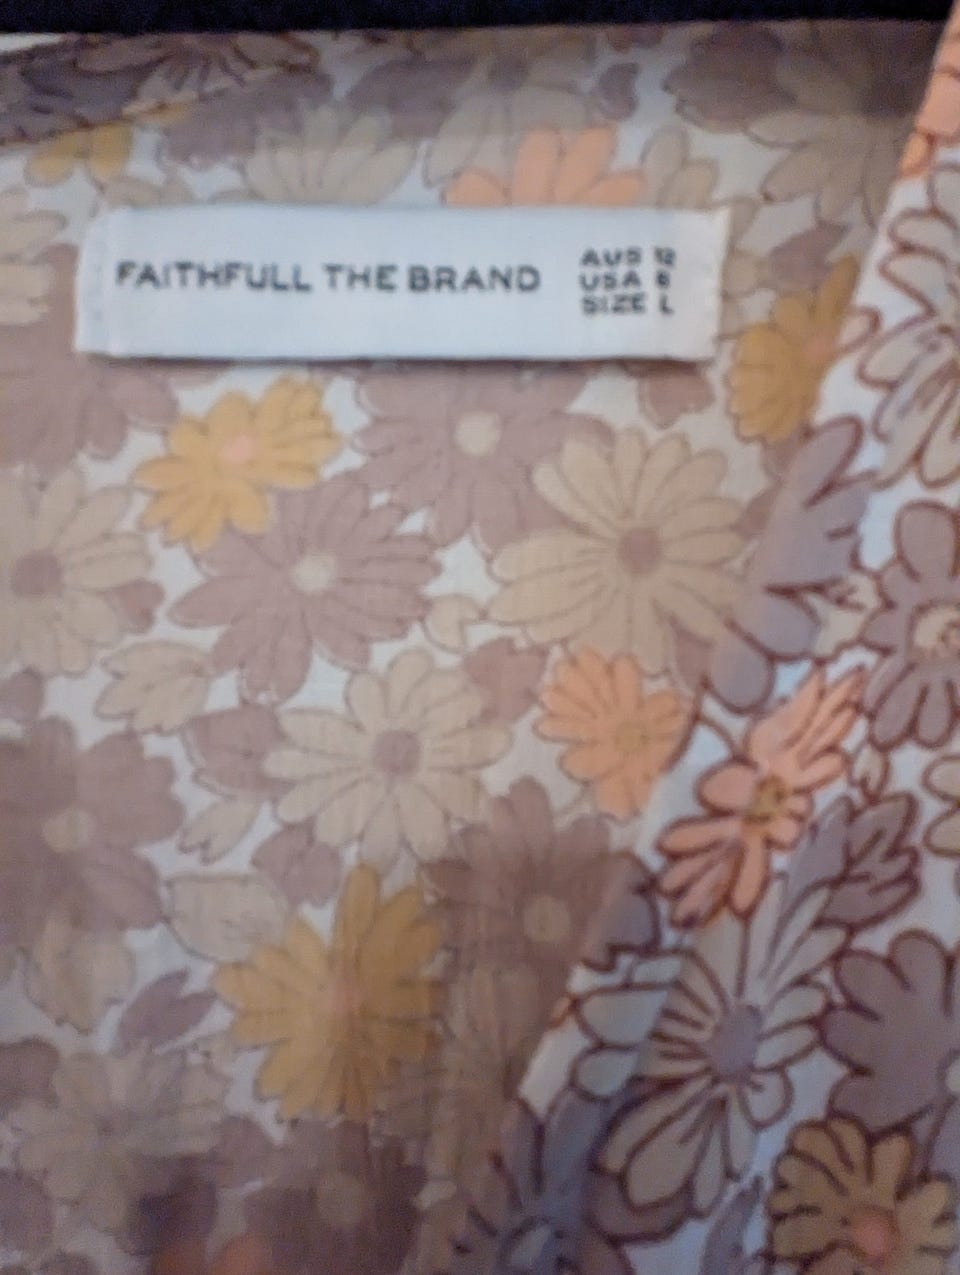 FAITHFULL THE BRAND
AUS 12
USA 8
SIZE L